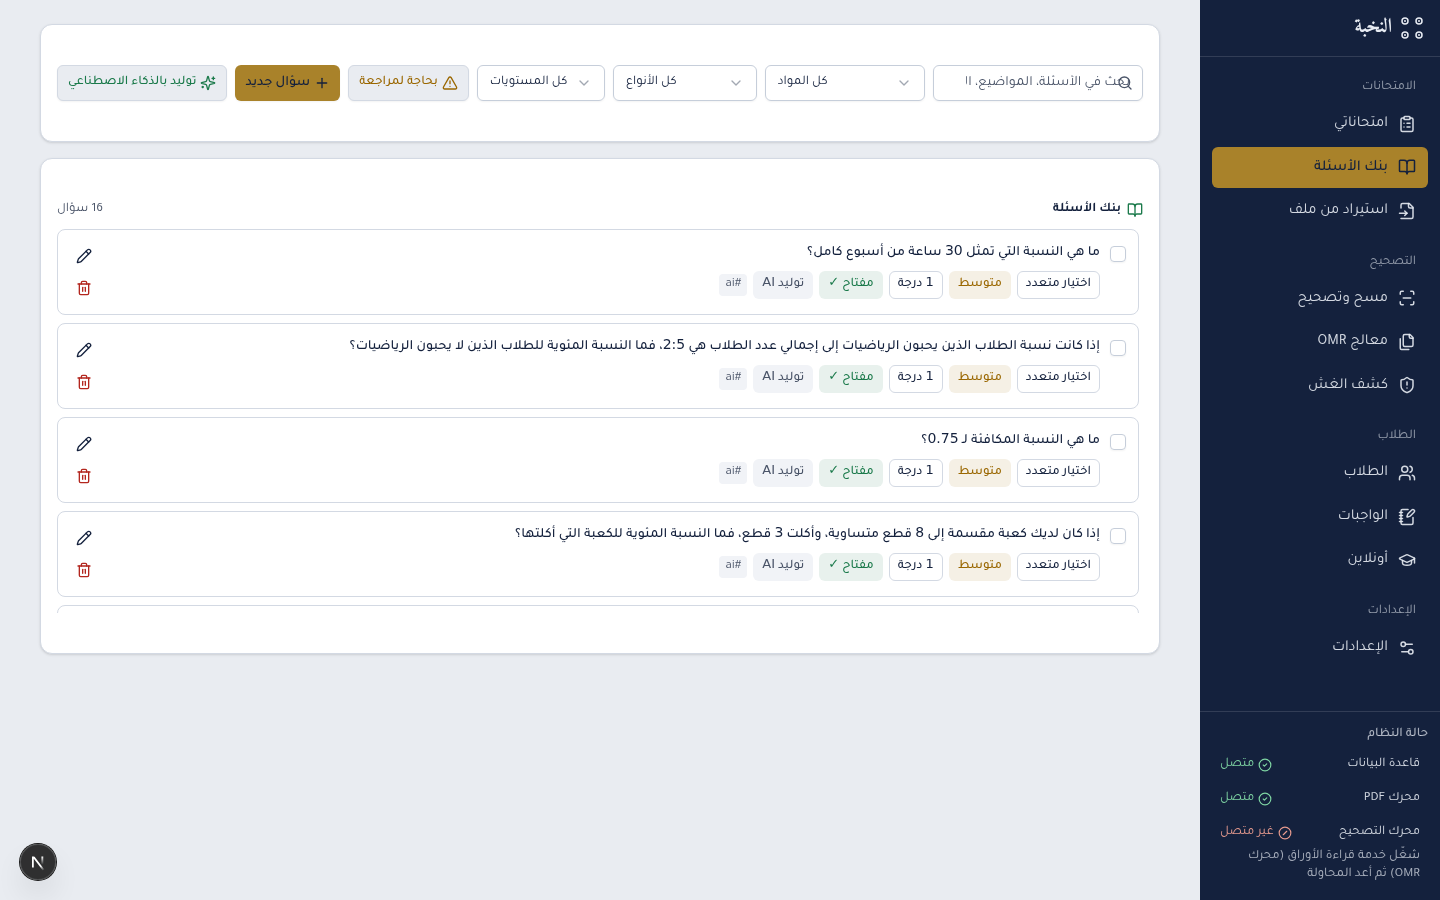 النخبة
الامتحانات
امتحاناتي
بنك الأسئلة
استيراد من ملف
التصحيح
مسح وتصحيح
معالج OMR
كشف الغش
الطلاب
الطلاب
الواجبات
أونلاين
الإعدادات
الإعدادات
حالة النظام
قاعدة البيانات متصل
محرك PDF متصل
محرك التصحيح غير متصل
شغّل خدمة قراءة الأوراق (محرك
OMR) ثم أعد المحاولة
في الأسئلة، المواضيع، ال كل المواد كل الأنواع كل المستويات بحاجة لمراجعة سؤال جديد توليد بالذكاء الاصطناعي
بنك الأسئلة 16 سؤال
ما هي النسبة التي تمثل 30 ساعة من أسبوع كامل؟
اختيار متعدد متوسط 1 درجة مفتاح ✓ توليد AI #ai
إذا كانت نسبة الطلاب الذين يحبون الرياضيات إلى إجمالي عدد الطلاب هي 2:5، فما النسبة المئوية للطلاب الذين لا يحبون الرياضيات؟
اختيار متعدد متوسط 1 درجة مفتاح ✓ توليد AI #ai
ما هي النسبة المكافئة لـ 0.75؟
اختيار متعدد متوسط 1 درجة مفتاح ✓ توليد AI #ai
إذا كان لديك كعبة مقسمة إلى 8 قطع متساوية، وأكلت 3 قطع، فما النسبة المئوية للكعبة التي أكلتها؟
اختيار متعدد متوسط 1 درجة مفتاح ✓ توليد AI #ai
N